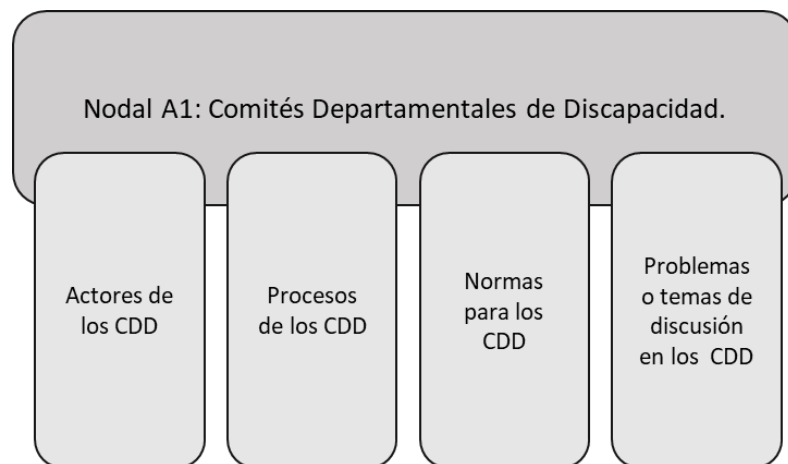 Nodal A1: Comités Departamentales de Discapacidad.
Actores de
los CDD
Procesos
de los CDD
Normas
para los
CDD
Problemas
o temas de
discusión
en los CDD